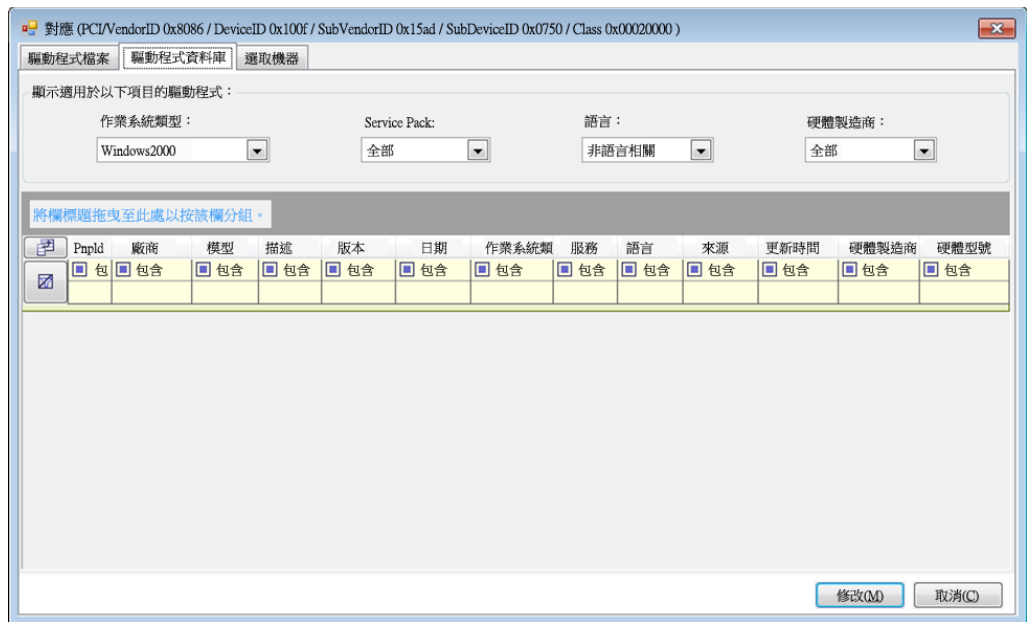 對應 (PCI/VendorID 0x8086 / DeviceID 0x100f / SubVendorID 0x15ad / SubDeviceID 0x0750 / Class 0x00020000 )
驅動程式檔案 驅動程式資料庫 選取機器
顯示適用於以下項目的驅動程式：
作業系統類型： Service Pack: 語言： 硬體製造商：
Windows2000 全部 非語言相關 全部
將欄標題拖曳至此處以按該欄分組。
PnpId 廠商 模型 描述 版本 日期 作業系統類 服務 語言 來源 更新時間 硬體製造商 硬體型號
包 包含 包含 包含 包含 包含 包含 包含 包含 包含 包含 包含 包含
修改(M) 取消(C)